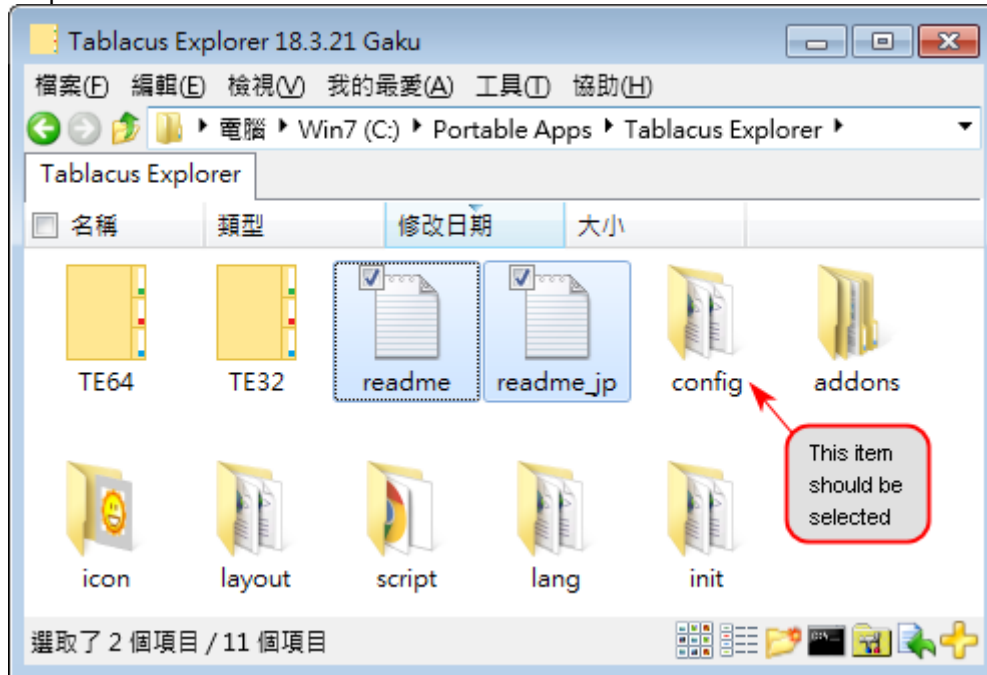 Tablacus Explorer 18.3.21 Gaku
檔案(F) 編輯(E) 檢視(V) 我的最愛(A) 工具(T) 協助(H)
電腦 Win7 (C:) Portable Apps Tablacus Explorer
Tablacus Explorer
名稱 類型 修改日期 大小
TE64 TE32 readme readme_jp config addons
This item
should be
selected
icon layout script lang init
選取了 2 個項目 / 11 個項目